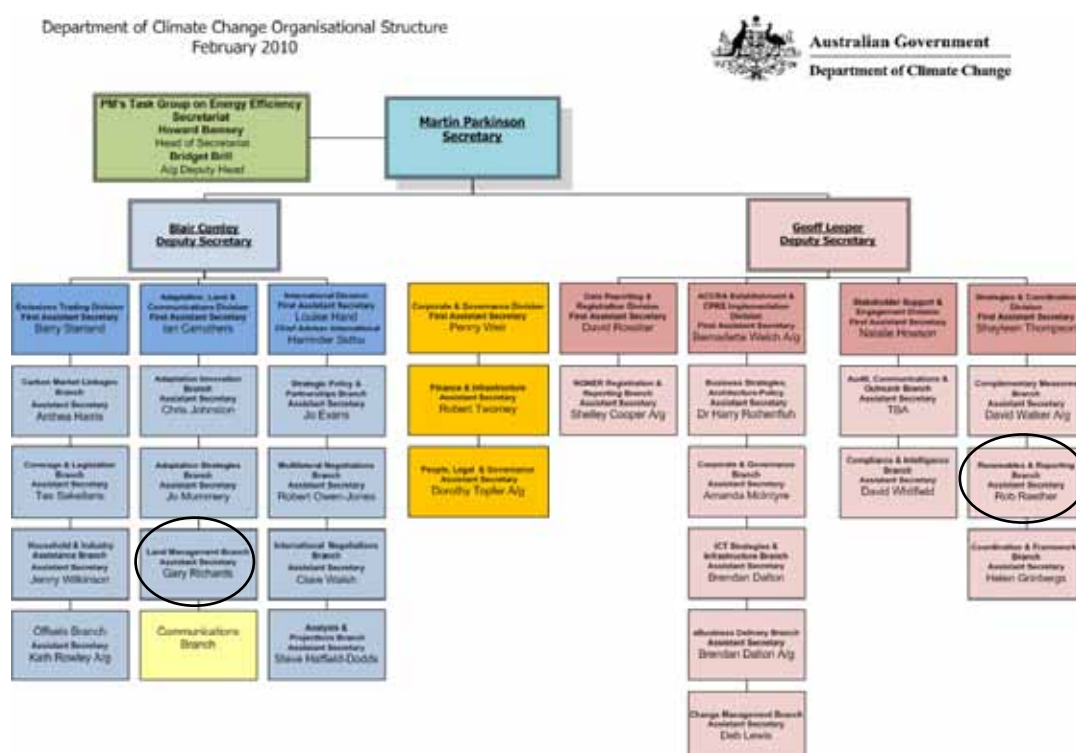 Department of Climate Change Organisational Structure
February 2010
Australian Government
Department of Climate Change
PM's Task Group on Energy Efficiency
Secretariat
Howard Bamsey
Head of Secretariat
Bridget Brill
A/g Deputy Head
Martin Parkinson
Secretary
Blair Comley
Deputy Secretary
Geoff Leeper
Deputy Secretary
Emissions Trading Division
First Assistant Secretary
Barry Sterland
Adaptation, Land &
Communications Division
First Assistant Secretary
Ian Carruthers
International Division
First Assistant Secretary
Louise Hand
Chief Adviser International
Harinder Sidhu
Corporate & Governance Division
First Assistant Secretary
Penny Weir
Data Reporting &
Registration Division
First Assistant Secretary
David Rossiter
ACCRA Establishment &
CPRS Implementation
Division
First Assistant Secretary
Bernadette Welch A/g
Stakeholder Support &
Engagement Division
First Assistant Secretary
Natalie Howson
Strategies & Coordination
Division
First Assistant Secretary
Shayleen Thompson
Carbon Market Linkages
Branch
Assistant Secretary
Anthea Harris
Adaptation Innovation
Branch
Assistant Secretary
Chris Johnston
Strategic Policy &
Partnerships Branch
Assistant Secretary
Jo Evans
Finance & Infrastructure
Assistant Secretary
Robert Twomey
NGMER Registration &
Reporting Branch
Assistant Secretary
Shelley Cooper A/g
Business Strategies,
Architecture Policy
Assistant Secretary
Dr Harry Rothenfluh
Audit, Communications &
Outreach Branch
Assistant Secretary
TBA
Complementary Measures
Branch
Assistant Secretary
David Walker A/g
Coverage & Legislation
Branch
Assistant Secretary
Tas Sakellaris
Adaptation Strategies
Branch
Assistant Secretary
Jo Mummery
Multilateral Negotiations
Branch
Assistant Secretary
Robert Owen-Jones
People, Legal & Governance
Assistant Secretary
Dorothy Topfer A/g
Corporate & Governance
Branch
Assistant Secretary
Amanda McIntyre
Compliance & Intelligence
Branch
Assistant Secretary
David Whitfield
Renewables & Reporting
Branch
Assistant Secretary
Rob Raether
Household & Industry
Assistance Branch
Assistant Secretary
Jenny Wilkinson
Land Management Branch
Assistant Secretary
Gary Richards
International Negotiations
Branch
Assistant Secretary
Clare Walsh
ICT Strategies &
Infrastructure Branch
Assistant Secretary
Brendan Dalton
Coordination & Framework
Branch
Assistant Secretary
Helen Grinbergs
Offsets Branch
Assistant Secretary
Kath Rowley A/g
Communications
Branch
Analysis &
Projections Branch
Assistant Secretary
Steve Hatfield-Dodds
eBusiness Delivery Branch
Assistant Secretary
Brendan Dalton A/g
Change Management Branch
Assistant Secretary
Deb Lewis